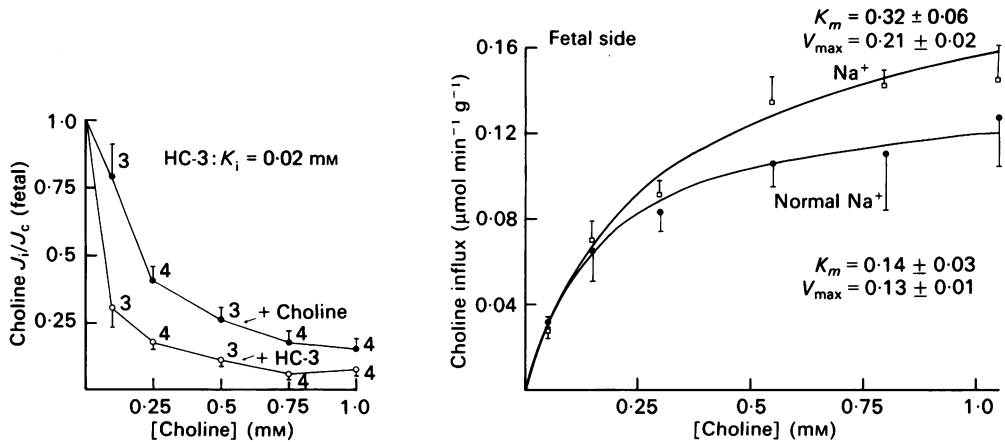 Choline Jᵢ/J꜀ (fetal)
1·0
0·75
0·5
0·25
HC-3: Kᵢ = 0·02 mM
3
4
3
+ Choline
4
4
3
4
3
+ HC-3
4
4
0·25
0·5
0·75
1·0
[Choline] (mM)
Choline influx (μmol min⁻¹ g⁻¹)
Fetal side
0·16
0·12
0·08
0·04
Kₘ = 0·32 ± 0·06
Vₘₐₓ = 0·21 ± 0·02
Na⁺
Normal Na⁺
Kₘ = 0·14 ± 0·03
Vₘₐₓ = 0·13 ± 0·01
0·25
0·5
0·75
1·0
[Choline] (mM)